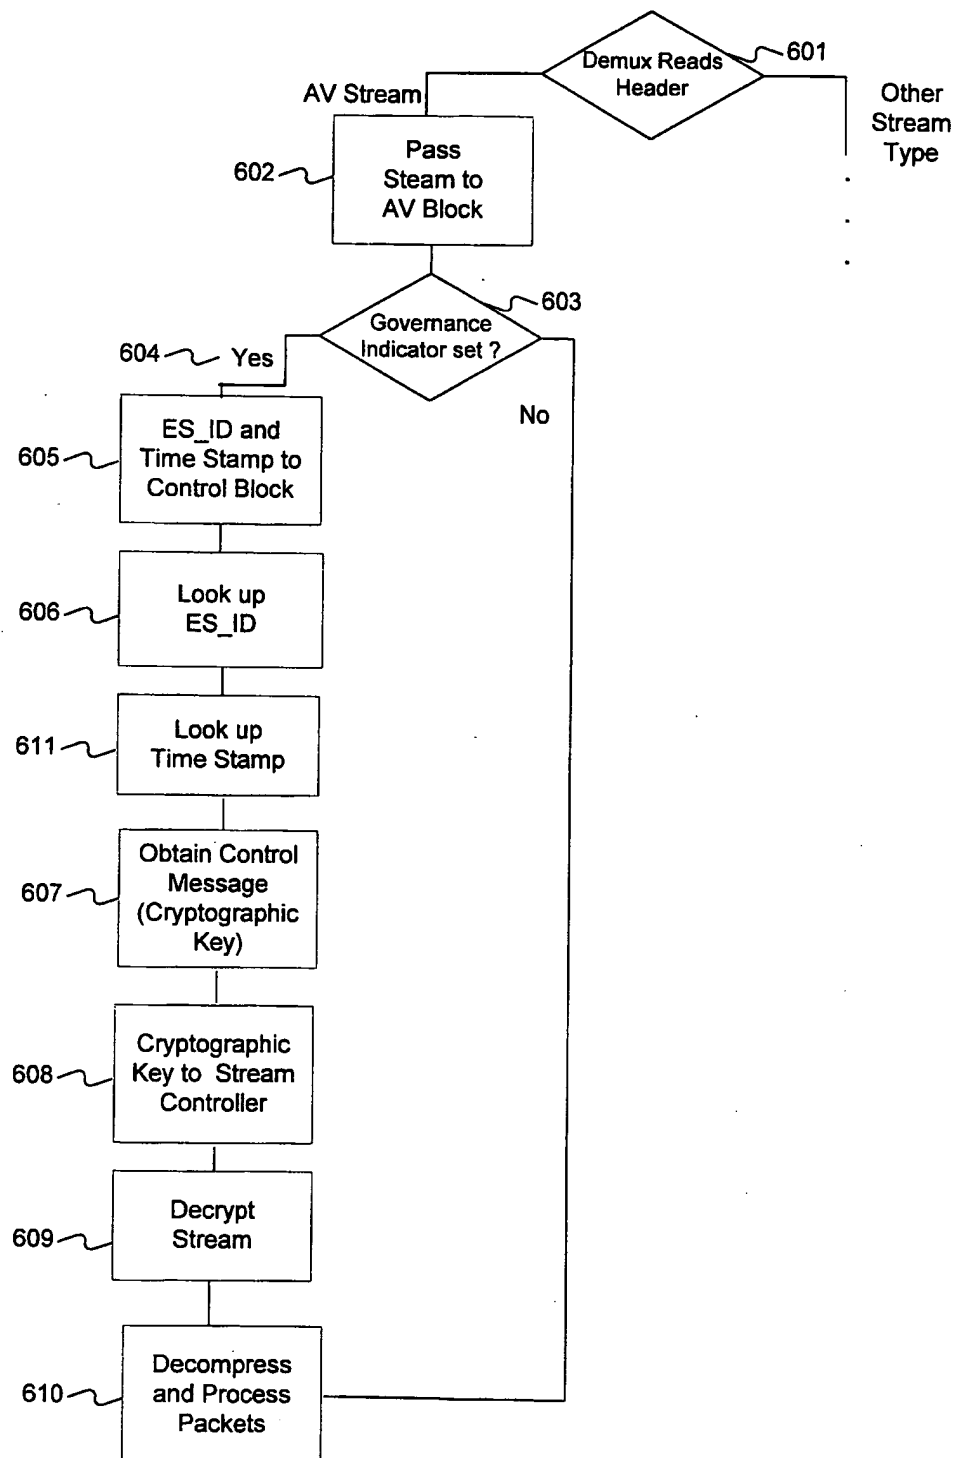 Demux Reads
Header
601
AV Stream
Other
Stream
Type
602
Pass
Steam to
AV Block
603
Governance
Indicator set ?
604
Yes
No
605
ES_ID and
Time Stamp to
Control Block
606
Look up
ES_ID
611
Look up
Time Stamp
607
Obtain Control
Message
(Cryptographic
Key)
608
Cryptographic
Key to Stream
Controller
609
Decrypt
Stream
610
Decompress
and Process
Packets